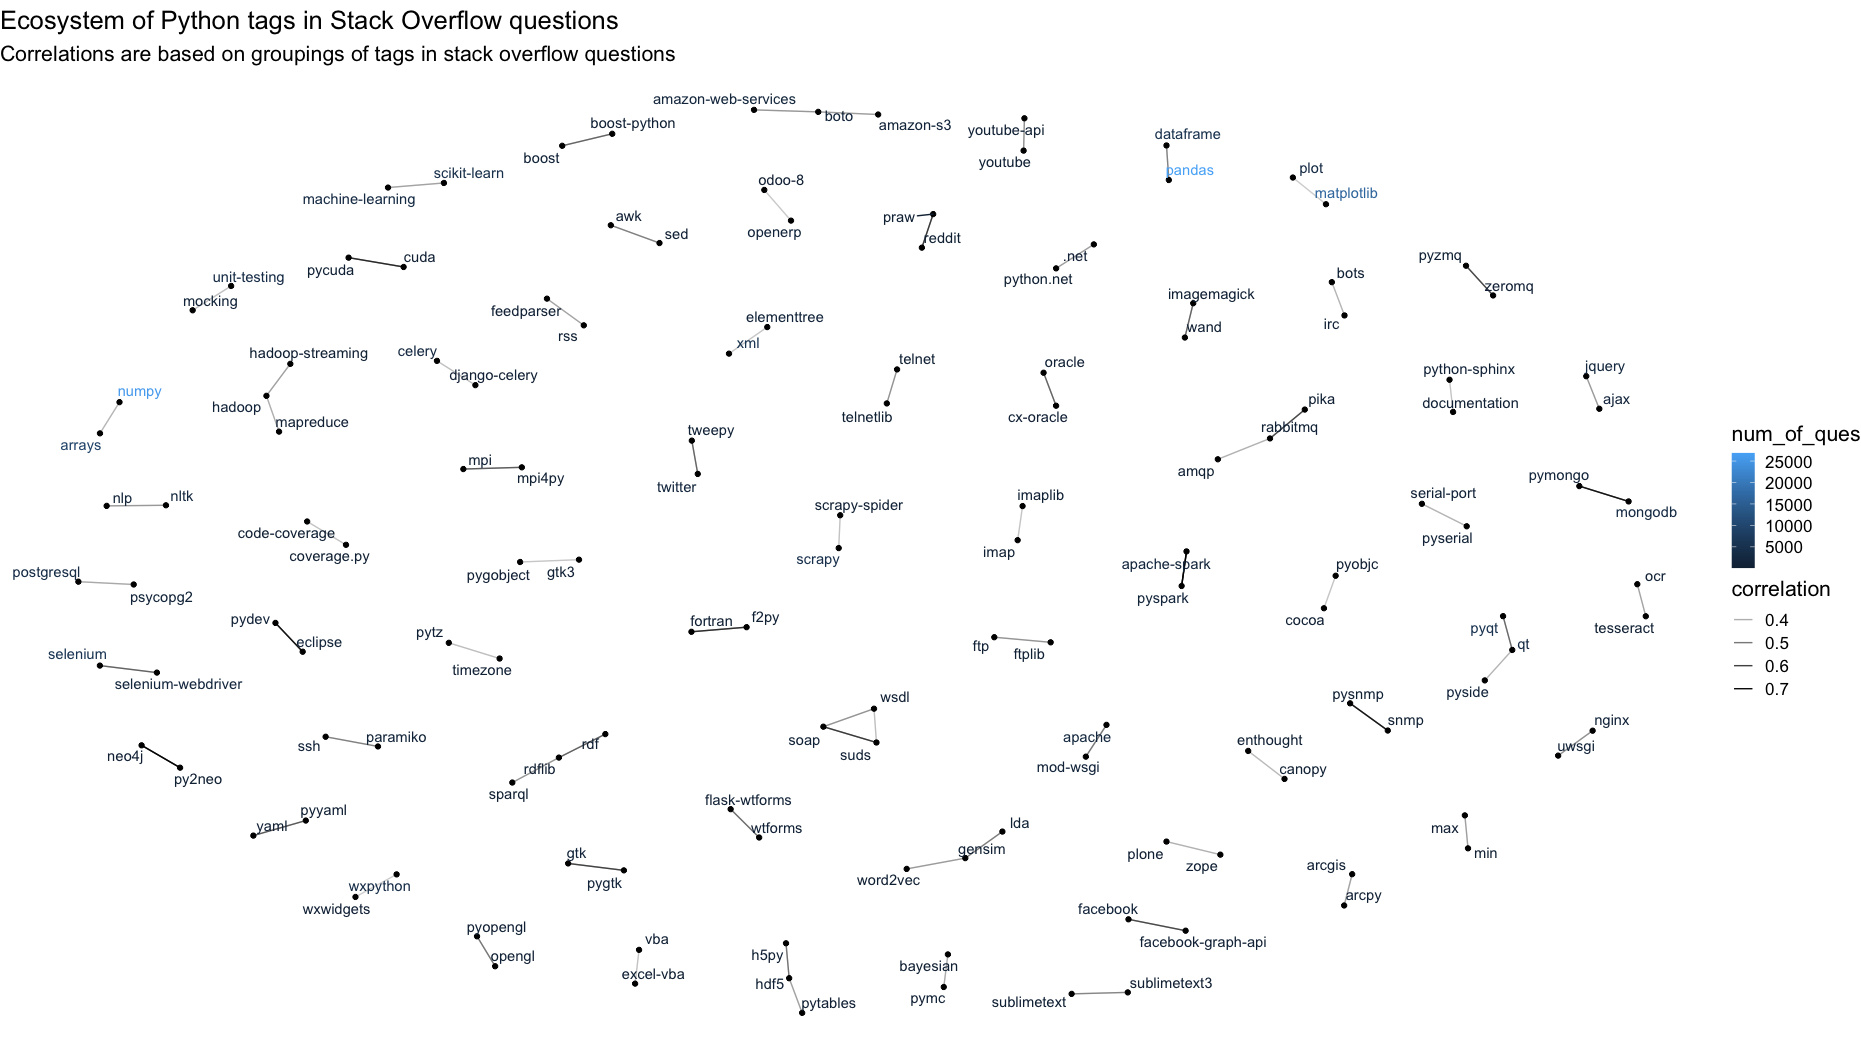 Ecosystem of Python tags in Stack Overflow questions
Correlations are based on groupings of tags in stack overflow questions
amazon-web-services
boto
amazon-s3
boost-python
boost
youtube-api
youtube
dataframe
pandas
plot
matplotlib
scikit-learn
machine-learning
odoo-8
openerp
awk
sed
praw
reddit
.net
python.net
pycuda
cuda
unit-testing
mocking
pyzmq
zeromq
bots
irc
imagemagick
wand
feedparser
rss
elementtree
xml
hadoop-streaming
hadoop
mapreduce
celery
django-celery
telnet
telnetlib
oracle
cx-oracle
python-sphinx
documentation
jquery
ajax
numpy
arrays
pika
rabbitmq
amqp
tweepy
twitter
mpi
mpi4py
nlp
nltk
pymongo
mongodb
serial-port
pyserial
scrapy-spider
scrapy
imaplib
imap
code-coverage
coverage.py
pygobject
gtk3
apache-spark
pyspark
pyobjc
cocoa
postgresql
psycopg2
ocr
tesseract
pydev
eclipse
fortran
f2py
pytz
timezone
ftp
ftplib
pyqt
qt
pyside
selenium
selenium-webdriver
wsdl
soap
suds
pysnmp
snmp
nginx
uwsgi
neo4j
py2neo
ssh
paramiko
rdf
rdflib
sparql
apache
mod-wsgi
enthought
canopy
yaml
pyyaml
flask-wtforms
wtforms
lda
gensim
word2vec
max
min
gtk
pygtk
plone
zope
arcgis
arcpy
wxpython
wxwidgets
facebook
facebook-graph-api
pyopengl
opengl
vba
excel-vba
h5py
hdf5
pytables
bayesian
pymc
sublimetext
sublimetext3
num_of_ques
25000
20000
15000
10000
5000
correlation
0.4
0.5
0.6
0.7